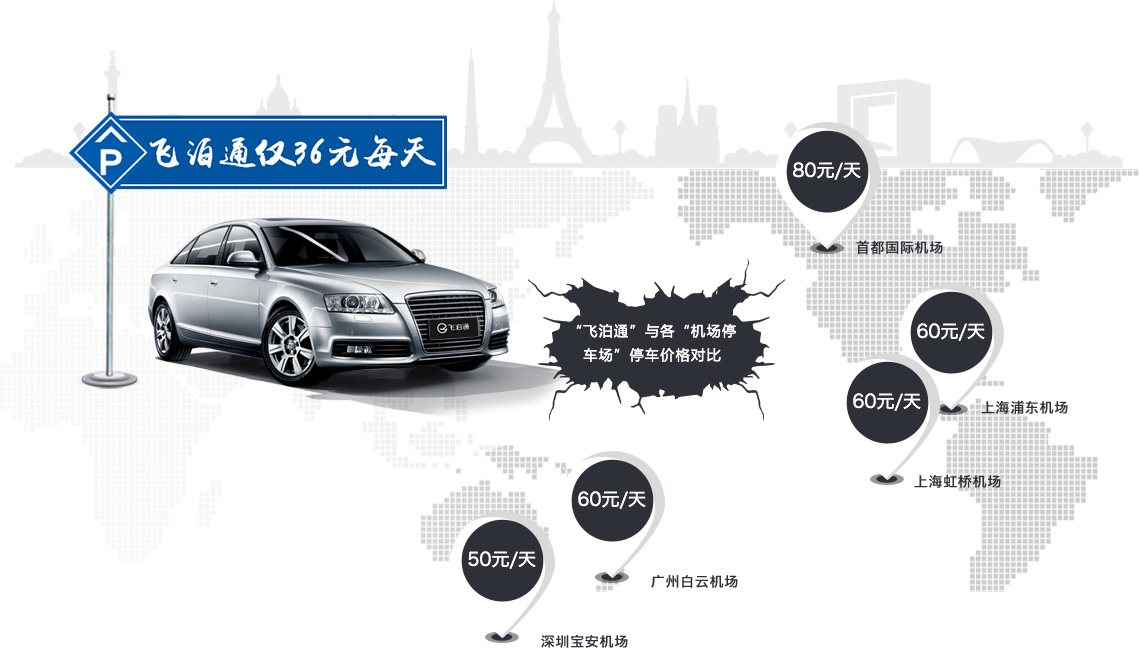 P
飞泊通仅36元每天
飞泊通
“飞泊通”与各“机场停
车场”停车价格对比
80元/天
首都国际机场
60元/天
上海浦东机场
60元/天
上海虹桥机场
60元/天
广州白云机场
50元/天
深圳宝安机场